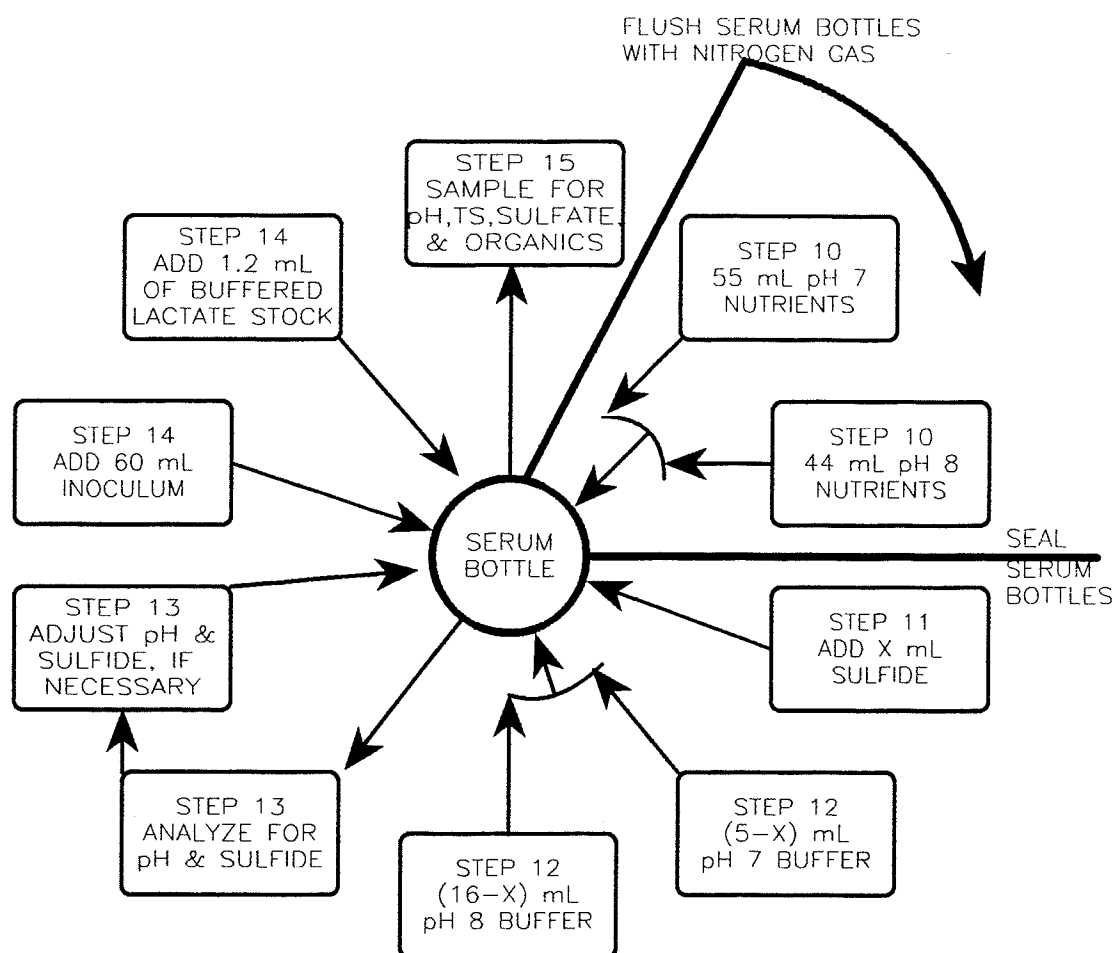 FLUSH SERUM BOTTLES
WITH NITROGEN GAS
STEP 15
SAMPLE FOR
pH,TS,SULFATE,
& ORGANICS
STEP 14
ADD 1.2 mL
OF BUFFERED
LACTATE STOCK
STEP 10
55 mL pH 7
NUTRIENTS
STEP 14
ADD 60 mL
INOCULUM
STEP 10
44 mL pH 8
NUTRIENTS
SERUM
BOTTLE
SEAL
SERUM
BOTTLES
STEP 13
ADJUST pH &
SULFIDE, IF
NECESSARY
STEP 11
ADD X mL
SULFIDE
STEP 13
ANALYZE FOR
pH & SULFIDE
STEP 12
(16-X) mL
pH 8 BUFFER
STEP 12
(5-X) mL
pH 7 BUFFER